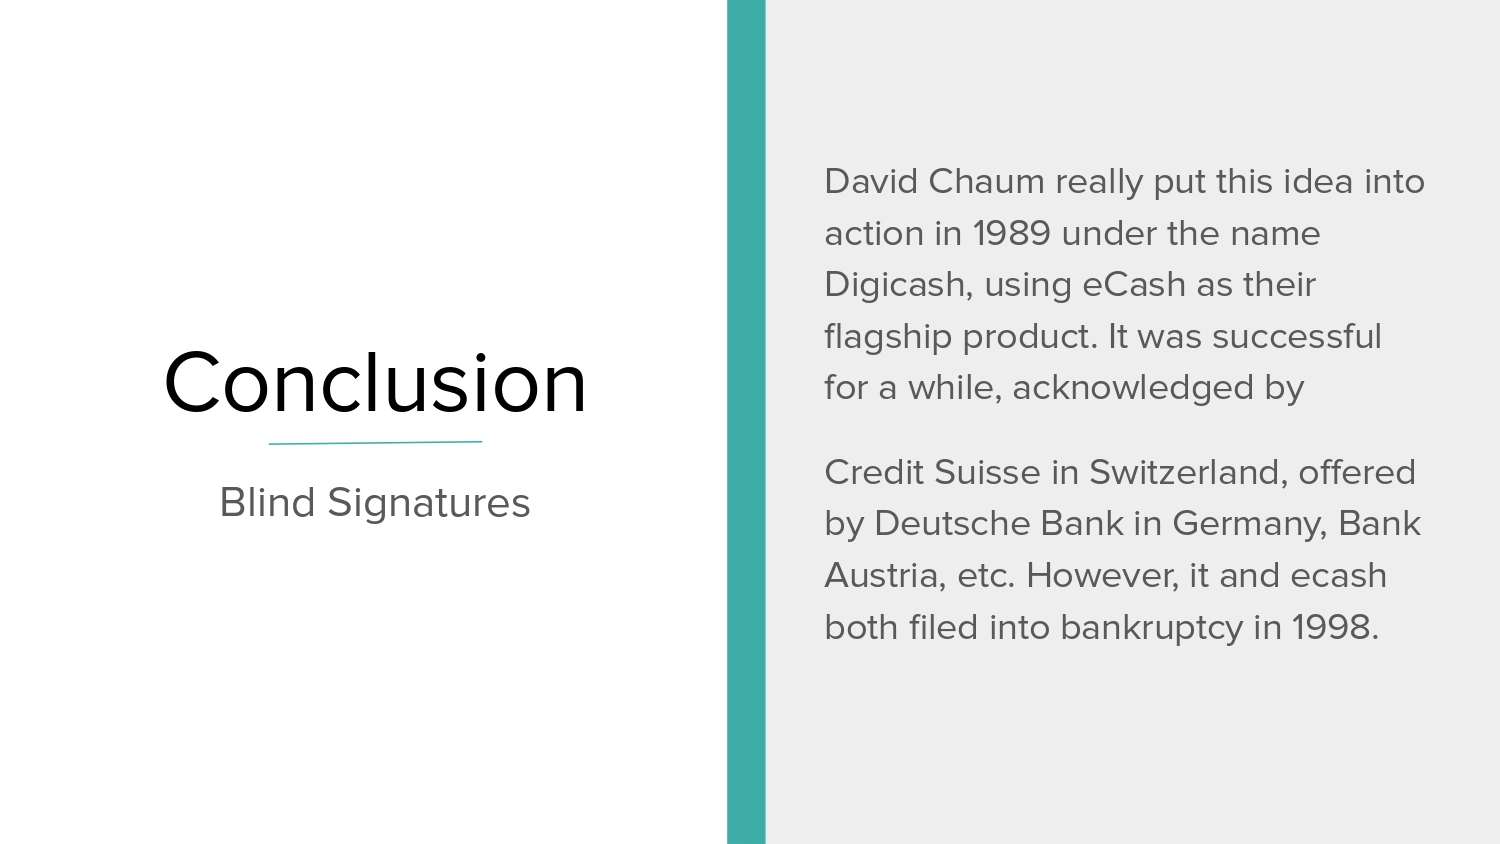 Conclusion
Blind Signatures
David Chaum really put this idea into
action in 1989 under the name
Digicash, using eCash as their
flagship product. It was successful
for a while, acknowledged by
Credit Suisse in Switzerland, offered
by Deutsche Bank in Germany, Bank
Austria, etc. However, it and ecash
both filed into bankruptcy in 1998.